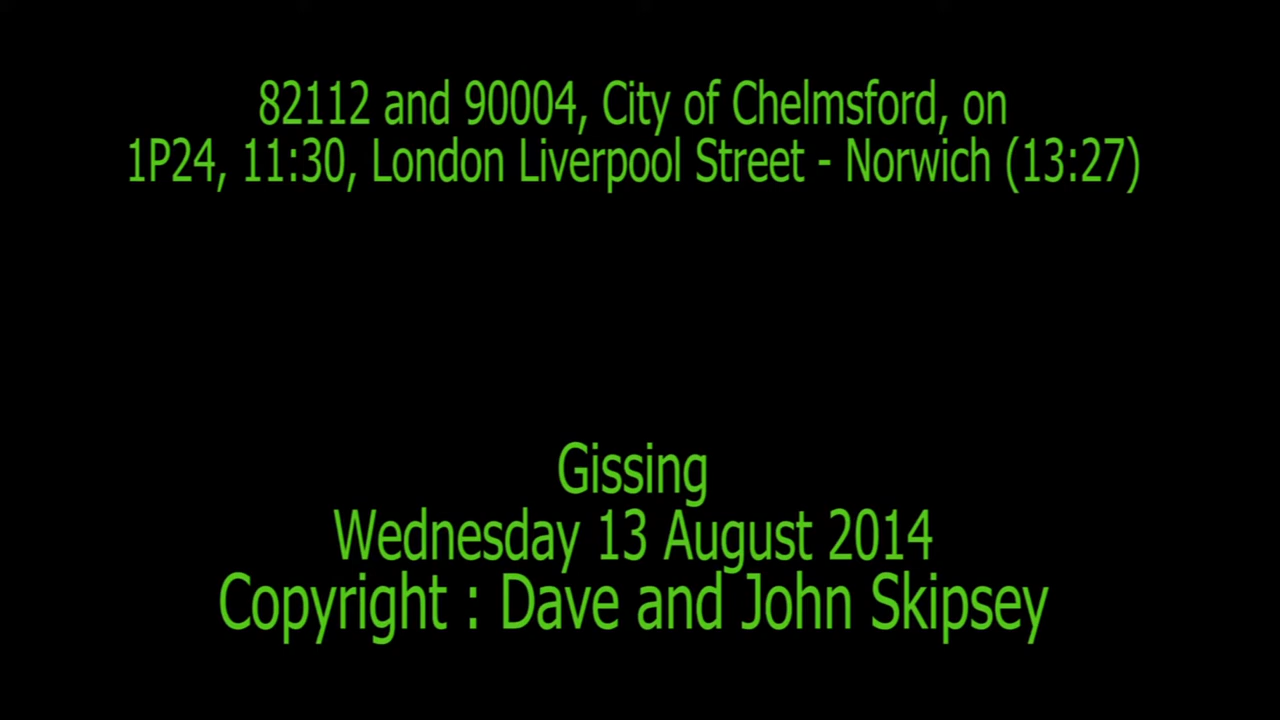 82112 and 90004, City of Chelmsford, on
1P24, 11:30, London Liverpool Street - Norwich (13:27)
Gissing
Wednesday 13 August 2014
Copyright : Dave and John Skipsey